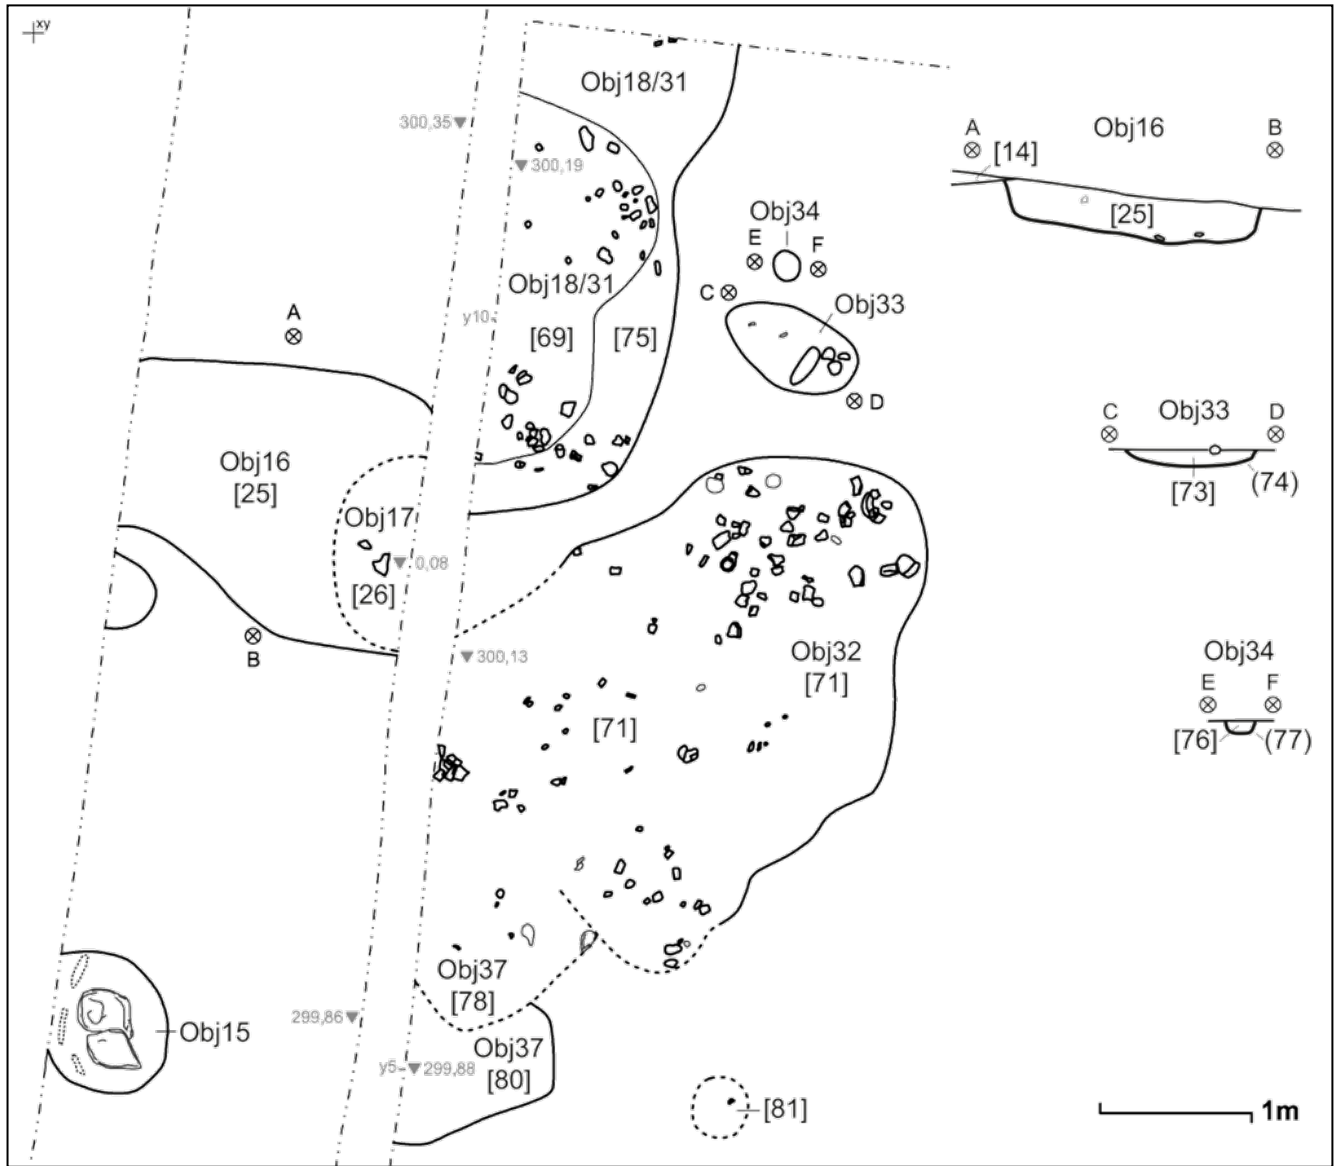 xy
Obj18/31
300,35
300,19
A
Obj16
B
[14]
[25]
Obj34
E
F
C
Obj33
Obj18/31
y10
[69]
[75]
A
D
C
Obj33
D
[73]
(74)
Obj16
[25]
Obj17
0,08
[26]
B
300,13
Obj32
[71]
[71]
Obj34
E
F
[76]
(77)
Obj37
[78]
299,86
Obj15
Obj37
[80]
y5
299,88
[81]
1m